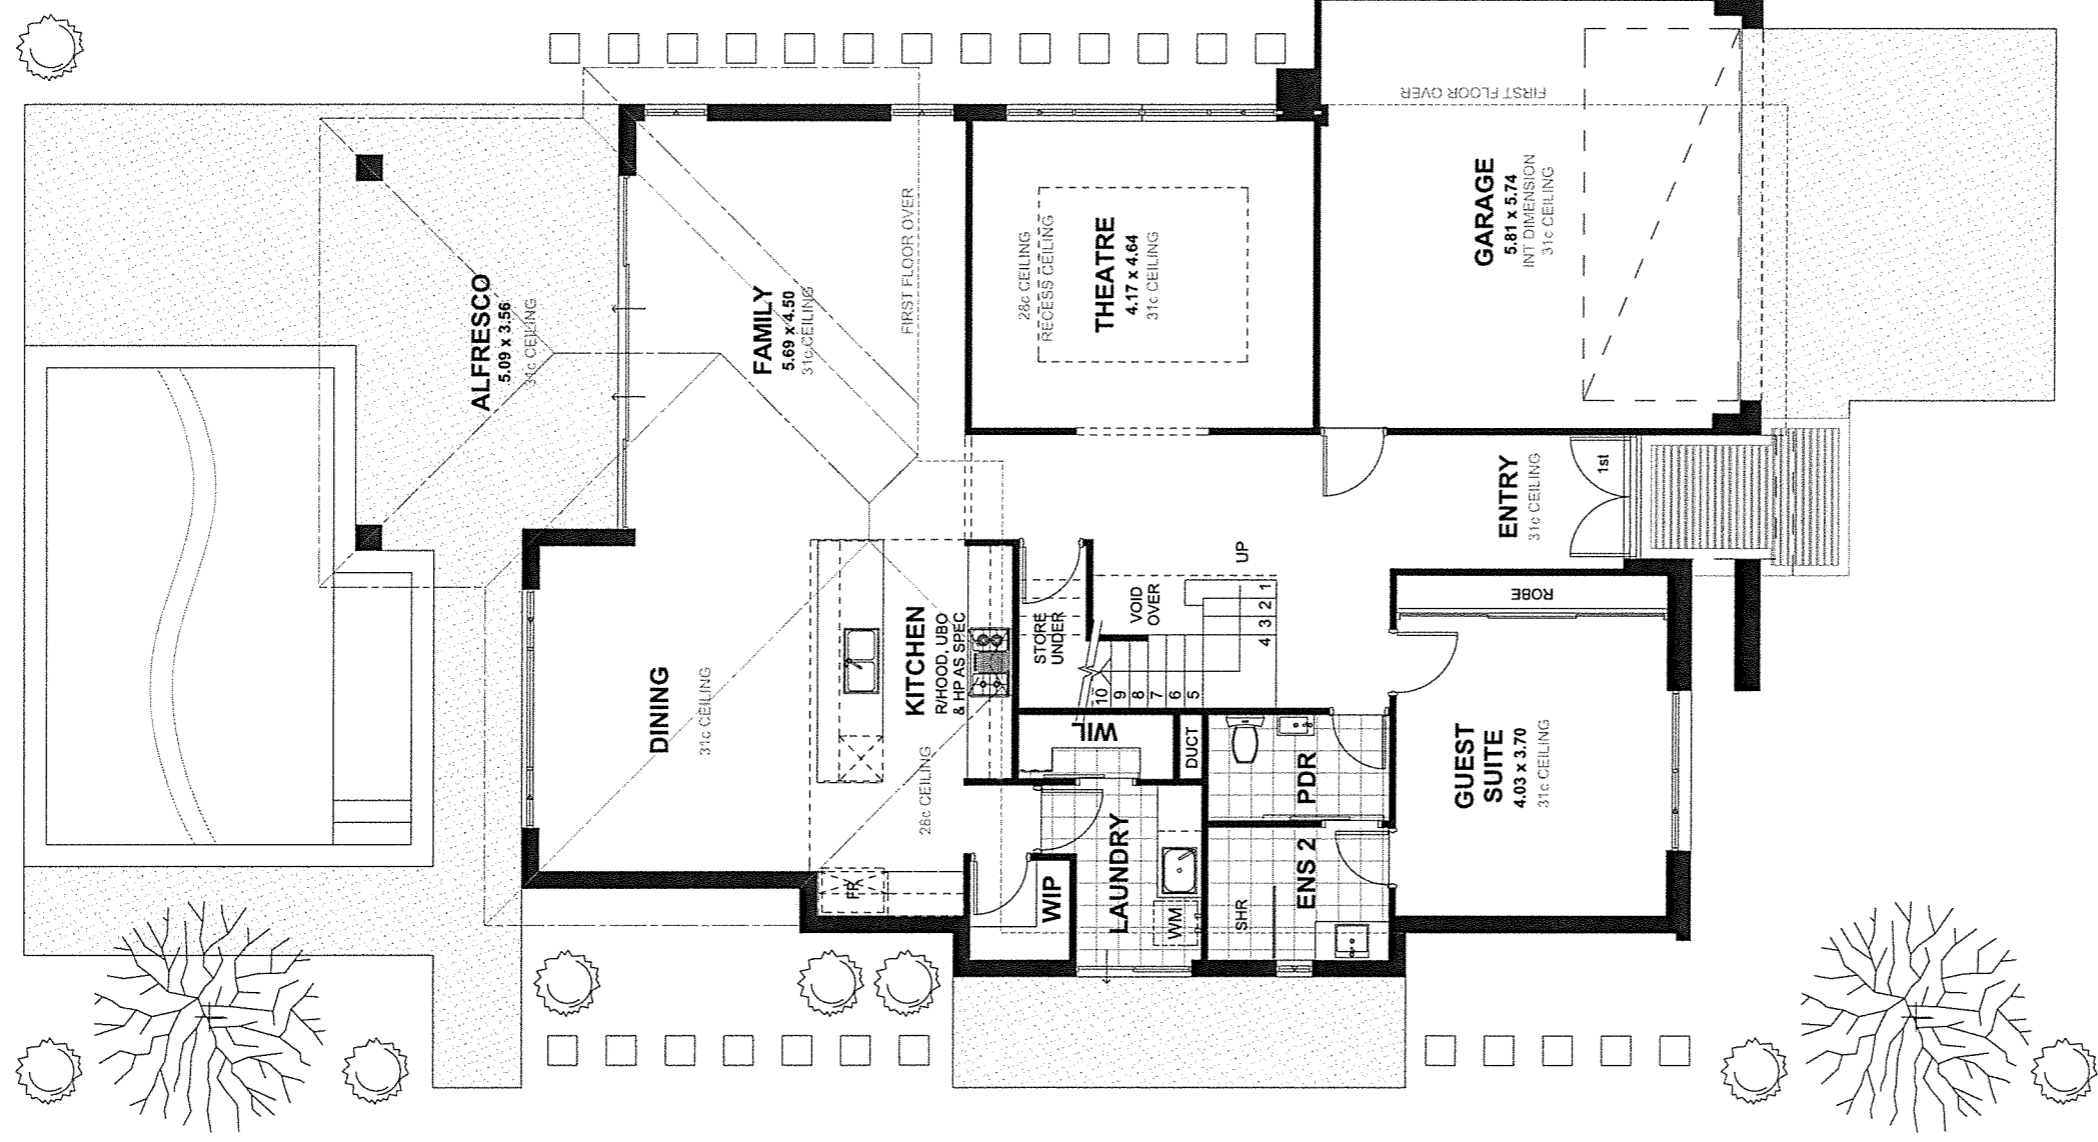 ALFRESCO
5.09 x 3.56
31c CEILING
FAMILY
5.69 x 4.50
31c CEILING
FIRST FLOOR OVER
28c CEILING
RECESS CEILING
THEATRE
4.17 x 4.64
31c CEILING
FIRST FLOOR OVER
GARAGE
5.81 x 5.74
INT DIMENSION
31c CEILING
ENTRY
31c CEILING
1st
DINING
31c CEILING
KITCHEN
R/HOOD, UBO
& HP AS SPEC
28c CEILING
FR
STORE
UNDER
VOID
OVER
UP
1
2
3
4
5
6
7
8
9
10
WIL
DUCT
PDR
ROBE
GUEST
SUITE
4.03 x 3.70
31c CEILING
WIP
LAUNDRY
WM
SHR
ENS 2